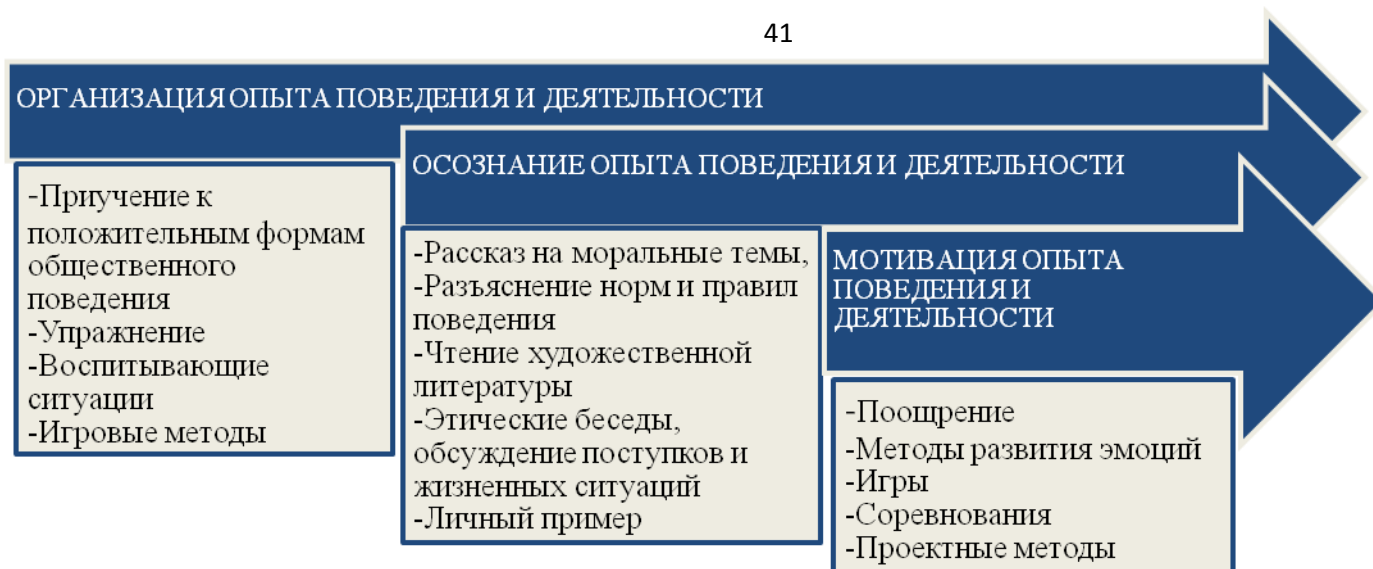 41
ОРГАНИЗАЦИЯ ОПЫТА ПОВЕДЕНИЯ И ДЕЯТЕЛЬНОСТИ
-Приучение к
положительным формам
общественного
поведения
-Упражнение
-Воспитывающие
ситуации
-Игровые методы
ОСОЗНАНИЕ ОПЫТА ПОВЕДЕНИЯ И ДЕЯТЕЛЬНОСТИ
-Рассказ на моральные темы,
-Разъяснение норм и правил
поведения
-Чтение художественной
литературы
-Этические беседы,
обсуждение поступков и
жизненных ситуаций
-Личный пример
МОТИВАЦИЯ ОПЫТА
ПОВЕДЕНИЯ И
ДЕЯТЕЛЬНОСТИ
-Поощрение
-Методы развития эмоций
-Игры
-Соревнования
-Проектные методы